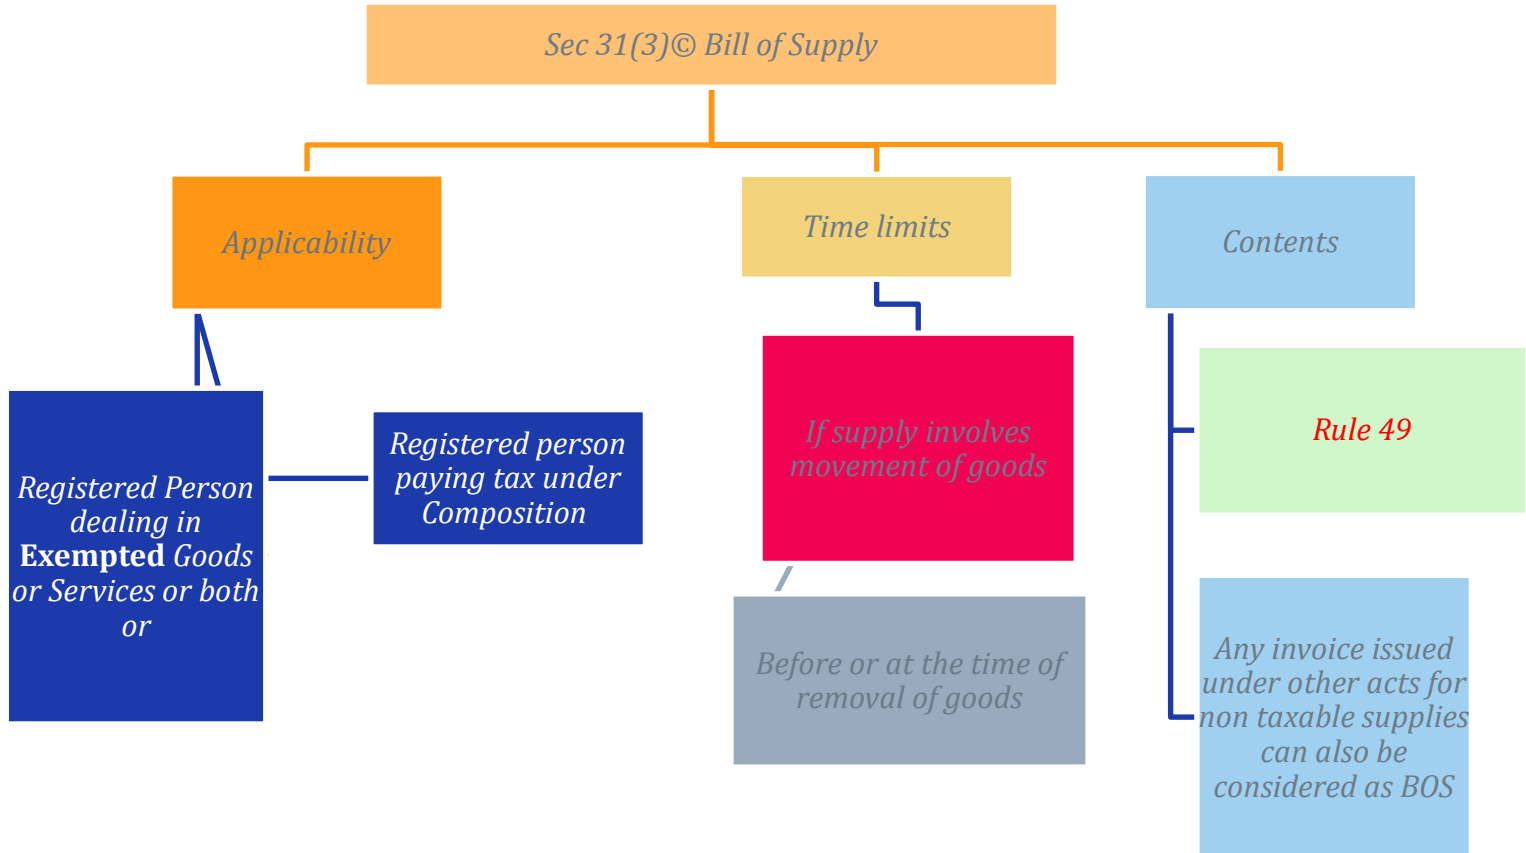 Sec 31(3)© Bill of Supply
Applicability
Time limits
Contents
Registered Person
dealing in
Exempted Goods
or Services or both
or
Registered person
paying tax under
Composition
If supply involves
movement of goods
Before or at the time of
removal of goods
Rule 49
Any invoice issued
under other acts for
non taxable supplies
can also be
considered as BOS